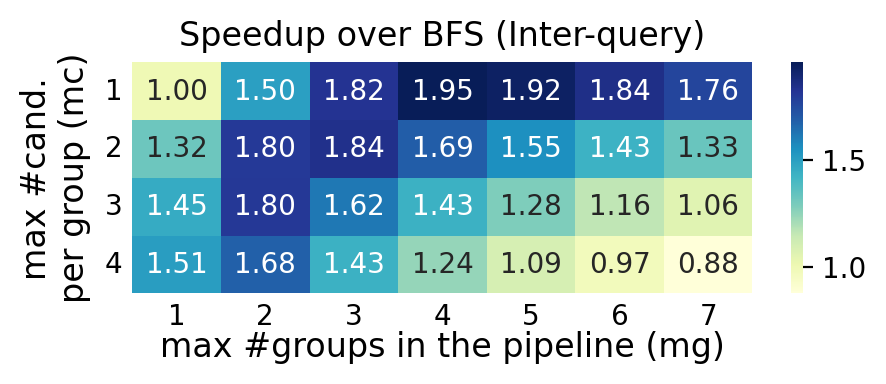 Speedup over BFS (Inter-query)
max #cand.
per group (mc)
1 1.00 1.50 1.82 1.95 1.92 1.84 1.76
2 1.32 1.80 1.84 1.69 1.55 1.43 1.33
3 1.45 1.80 1.62 1.43 1.28 1.16 1.06
4 1.51 1.68 1.43 1.24 1.09 0.97 0.88
1 2 3 4 5 6 7
max #groups in the pipeline (mg)
1.5
1.0